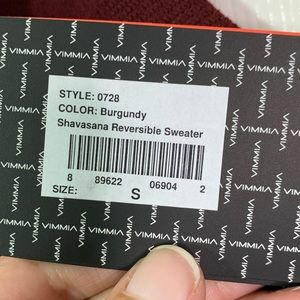 VIMMIA
STYLE: 0728
COLOR: Burgundy
Shavasana Reversible Sweater
8 89622 06904 2
SIZE: S